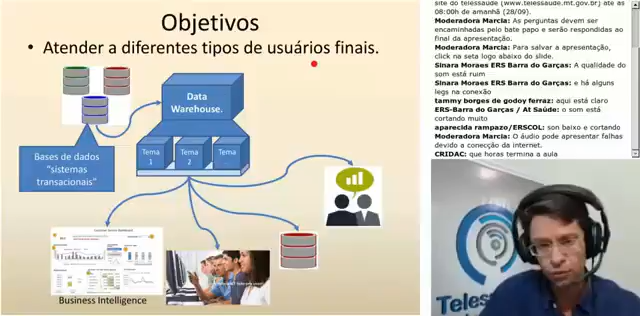 Objetivos
• Atender a diferentes tipos de usuários finais.
Data
Warehouse.
Tema
1
Tema
2
Tema
Bases de dados
"sistemas
transacionais"
Business Intelligence
site do telessaude (www.telessaude.mt.gov.br) até as
08:00h de amanhã (28/09).
Moderadora Marcia: As perguntas devem ser
encaminhadas pelo bate papo e serão respondidas ao
final da apresentação.
Moderadora Marcia: Para salvar a apresentação,
click na seta logo abaixo do slide.
Sinara Moraes ERS Barra do Garças: A qualidade do
som está ruim
Sinara Moraes ERS Barra do Garças: e há alguns
legs na conexão
tammy borges de godoy ferraz: aqui está claro
ERS-Barra do Garças / At Saúde: o som está
cortando muito
aparecida rampazo/ERSCOL: son baixo e cortando
Moderadora Marcia: O áudio pode apresentar falhas
devido a conecção da internet.
CRIDAC: que horas termina a aula
Teless